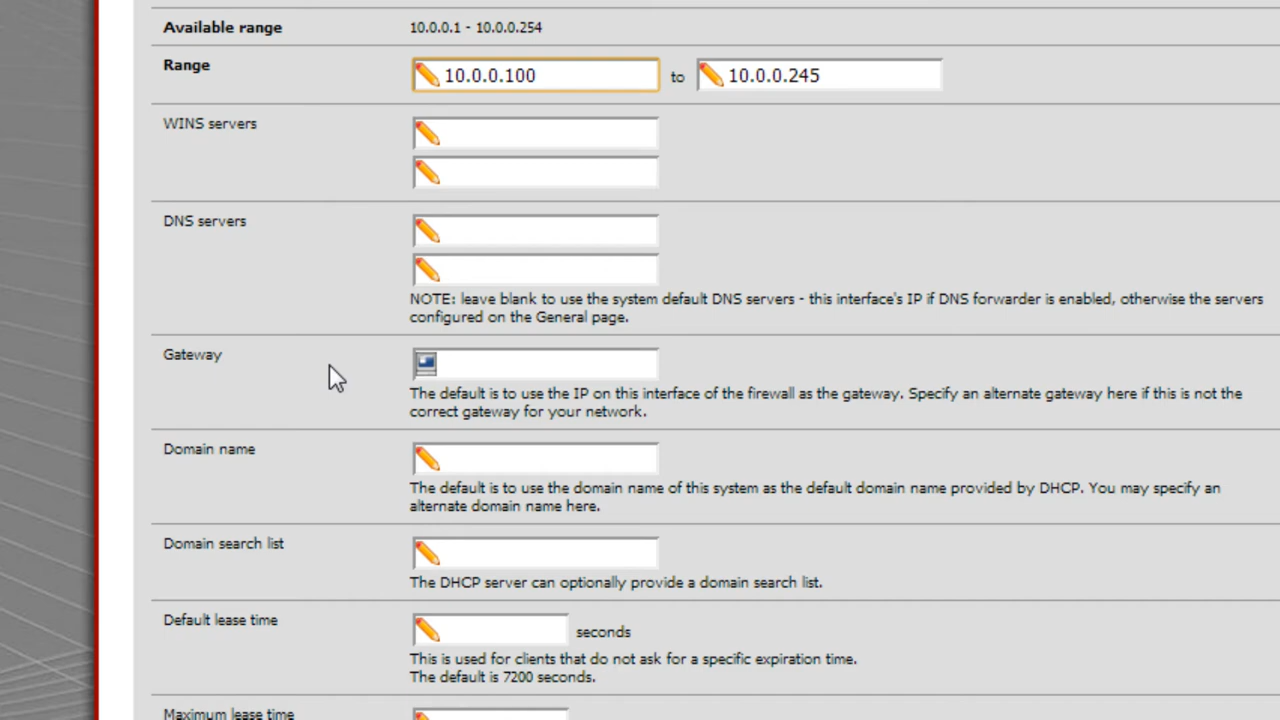 Available range 10.0.0.1 - 10.0.0.254
Range 10.0.0.100 to 10.0.0.245
WINS servers
DNS servers
NOTE: leave blank to use the system default DNS servers - this interface's IP if DNS forwarder is enabled, otherwise the servers
configured on the General page.
Gateway
The default is to use the IP on this interface of the firewall as the gateway. Specify an alternate gateway here if this is not the
correct gateway for your network.
Domain name
The default is to use the domain name of this system as the default domain name provided by DHCP. You may specify an
alternate domain name here.
Domain search list
The DHCP server can optionally provide a domain search list.
Default lease time seconds
This is used for clients that do not ask for a specific expiration time.
The default is 7200 seconds.
Maximum lease time